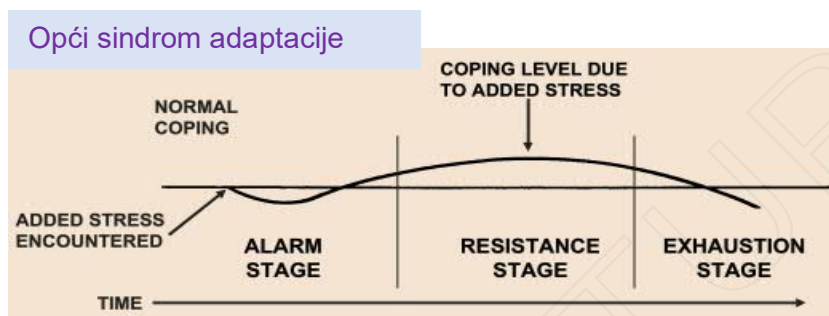 Opći sindrom adaptacije
COPING LEVEL DUE
TO ADDED STRESS
NORMAL
COPING
ADDED STRESS
ENCOUNTERED
ALARM
STAGE
RESISTANCE
STAGE
EXHAUSTION
STAGE
TIME